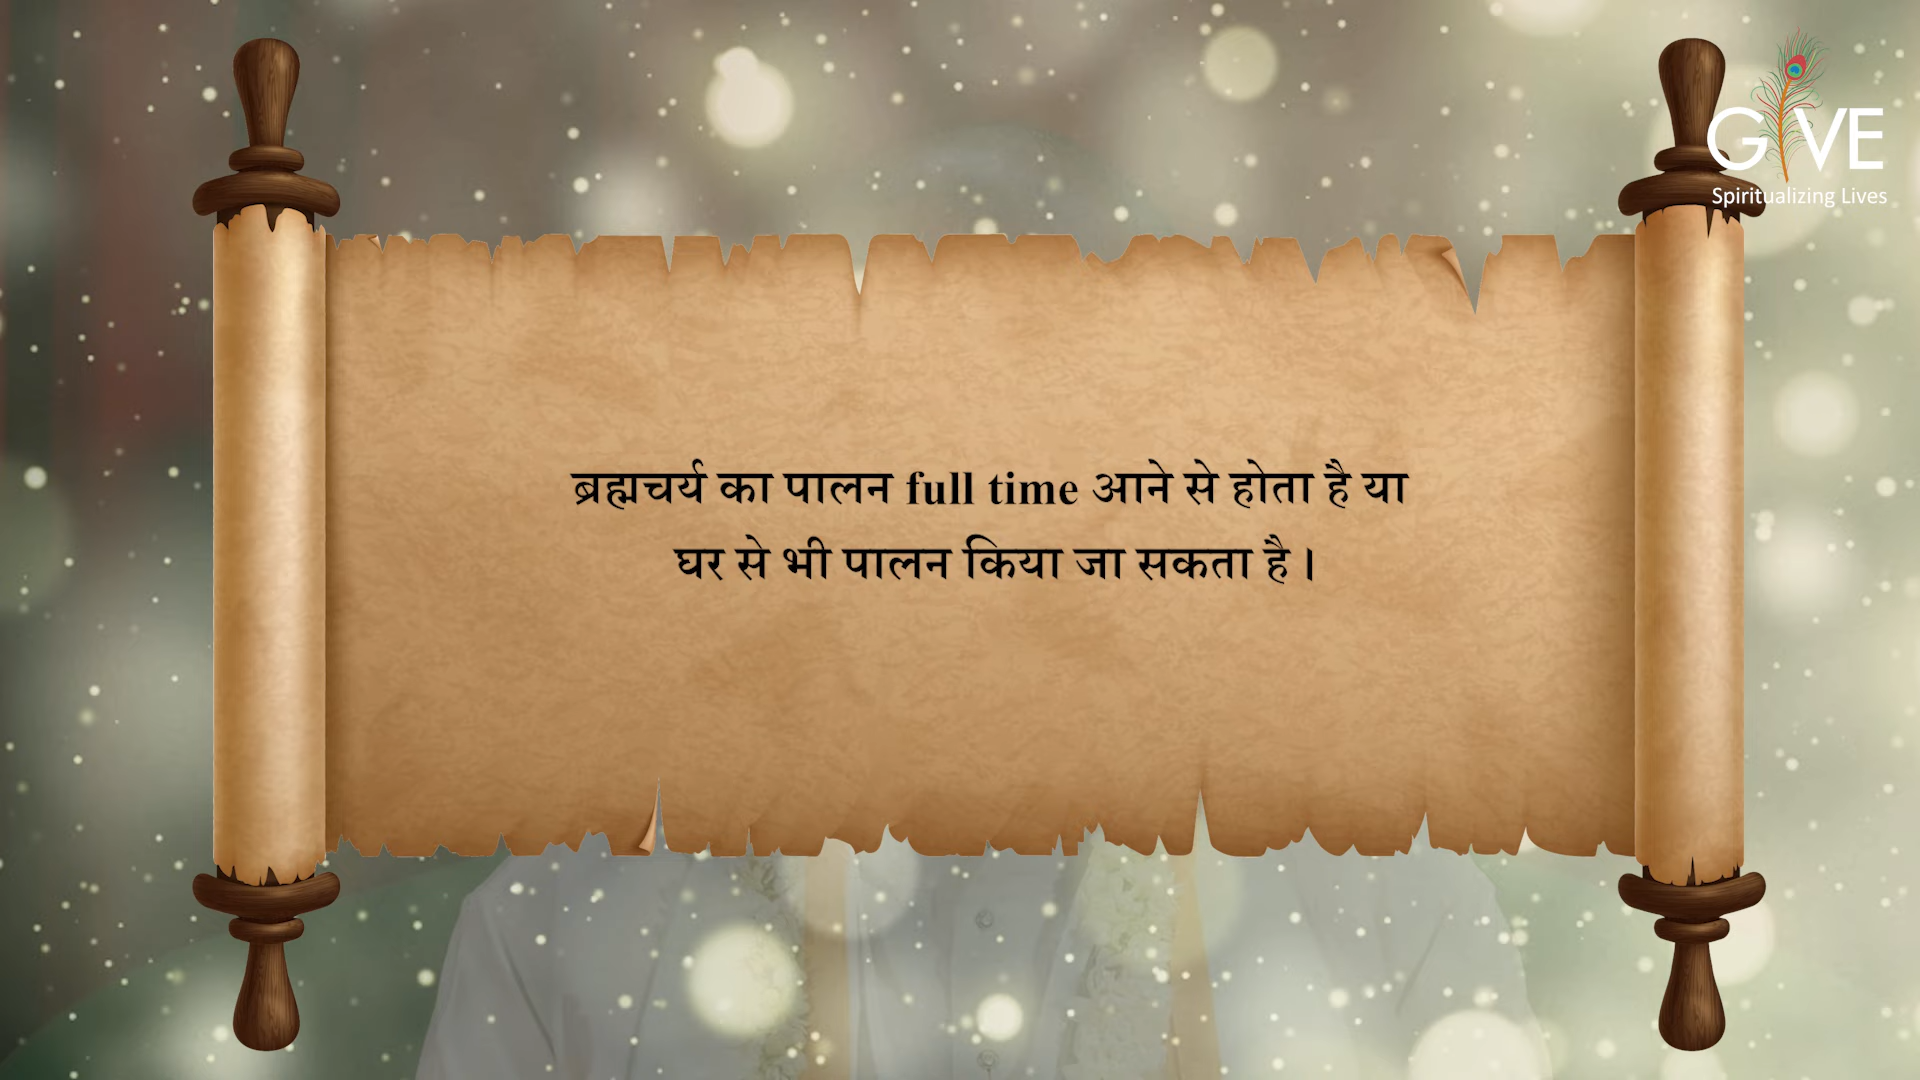 GIVE
Spiritualizing Lives
ब्रह्मचर्य का पालन full time आने से होता है या
घर से भी पालन किया जा सकता है।